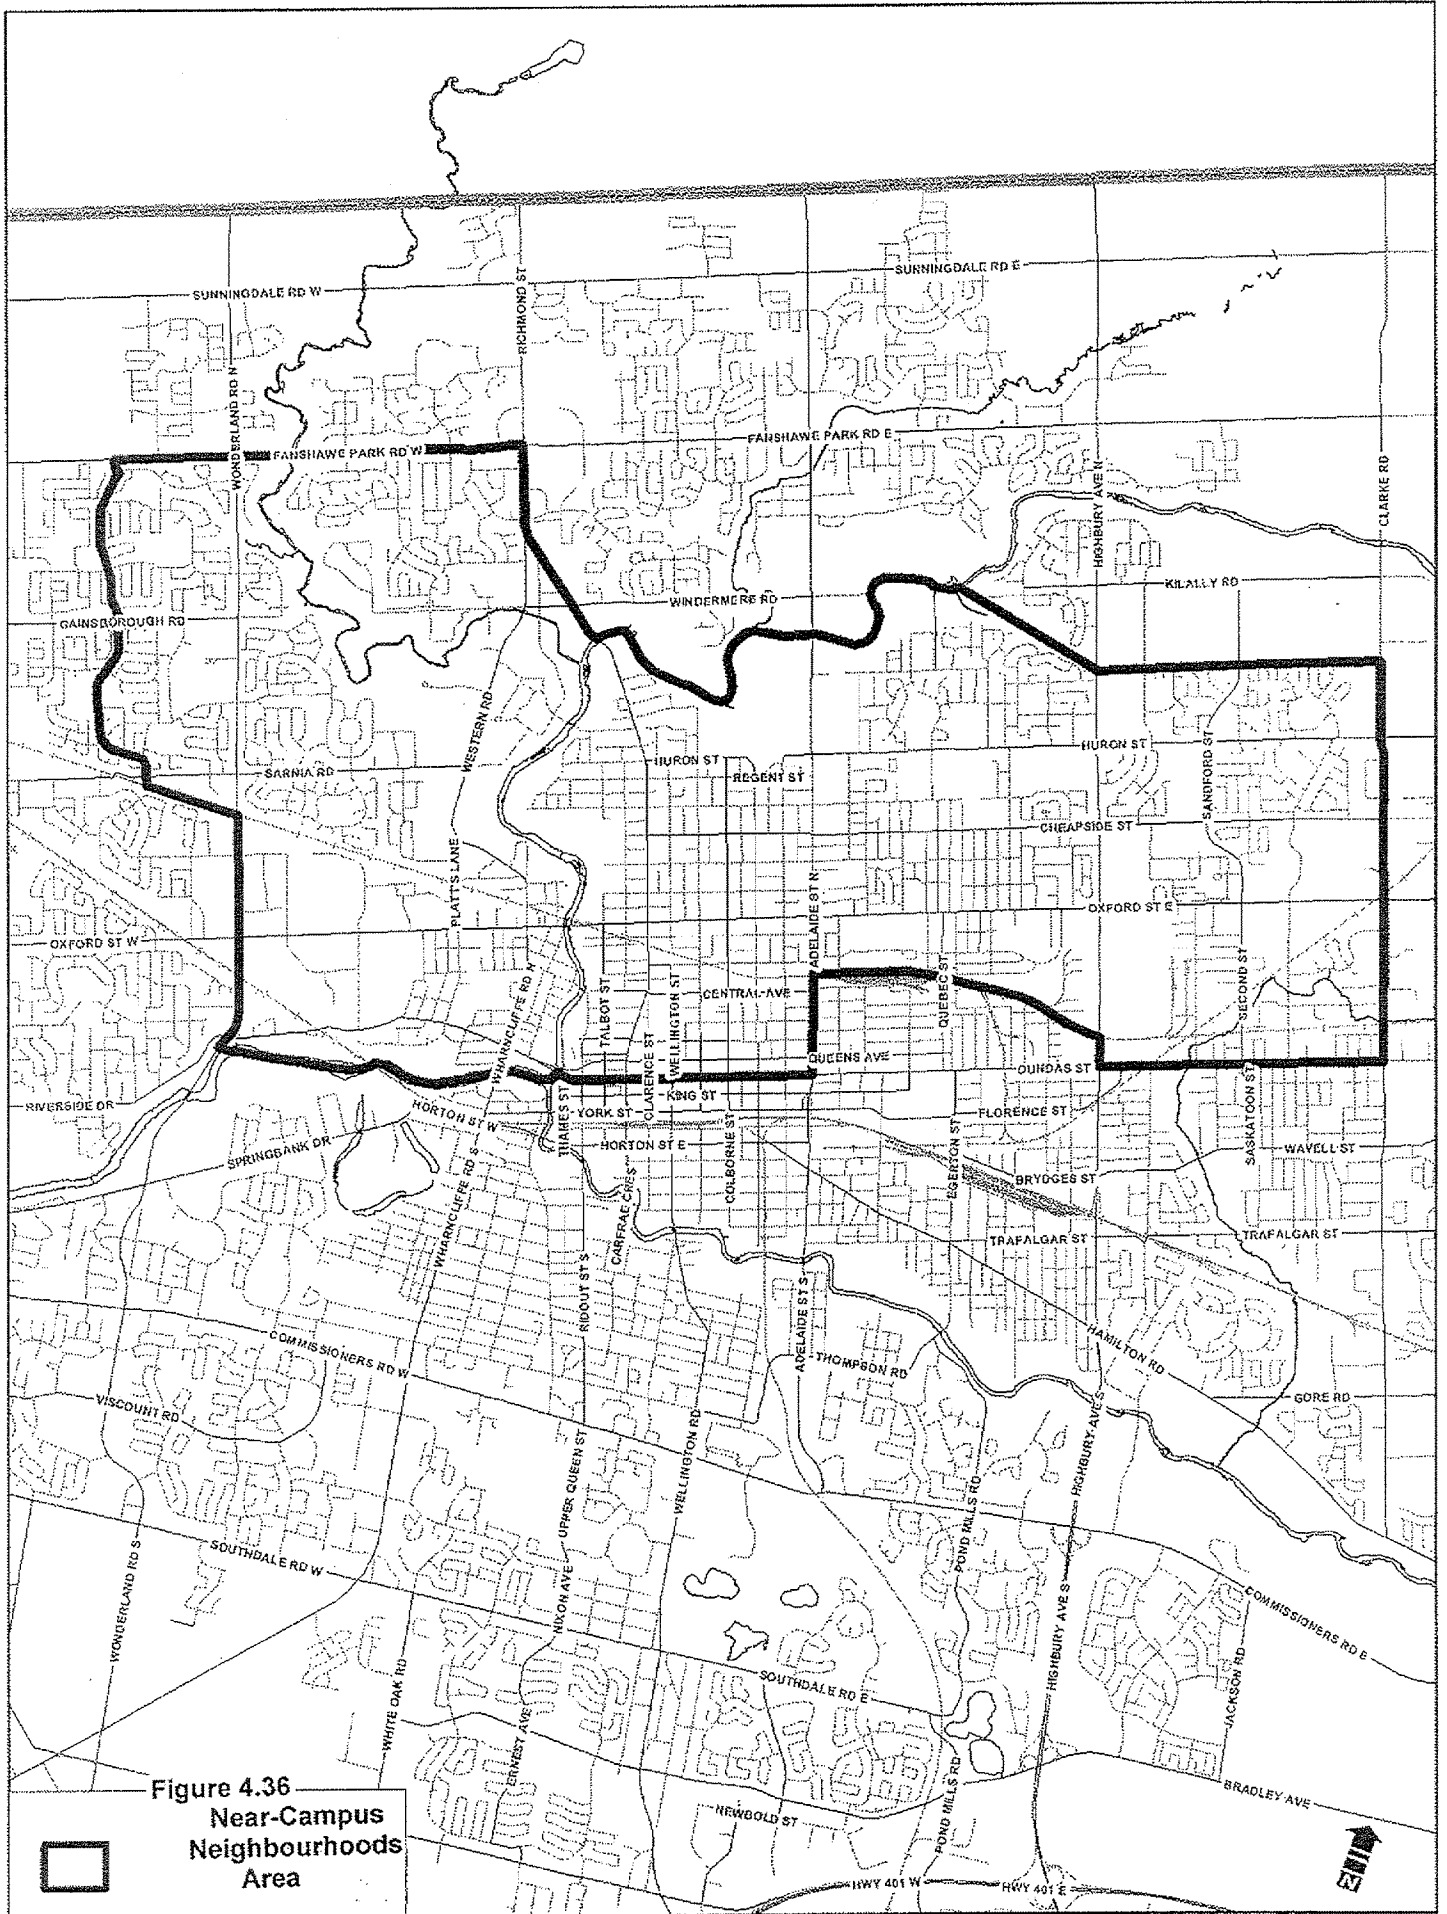 SUNNINGDALE RD E
SUNNINGDALE RD W
RICHMOND ST
WONDERLAND RD N
FANSHAWE PARK RD E
FANSHAWE PARK RD W
CLARKE RD
HIGHBURY AVE N
KILALLY RD
WINDERMERE RD
GAINSBOROUGH RD
WESTERN RD
HURON ST
HURON ST
SANDFORD ST
SARNIA RD
REGENT ST
CHEAPSIDE ST
PLATT'S LANE
ADELAIDE ST N
OXFORD ST E
OXFORD ST W
SECOND ST
QUEBEC ST
CENTRAL AVE
TALBOT ST
WELLINGTON ST
WHARNCLIFFE RD N
CLARENCE ST
QUEENS AVE
DUNDAS ST
KING ST
RIVERSIDE DR
HORTON ST W
THAMES ST
YORK ST
FLORENCE ST
SASKATOON ST
SPRINGBANK DR
HORTON ST E
COLBORNE ST
EGERTON ST
WAVELL ST
BRYDGES ST
WHARNCLIFFE RD S
CARFRAE CRES
TRAFALGAR ST
TRAFALGAR ST
RIDOUT ST S
ADELAIDE ST S
HAMILTON RD
COMMISSIONERS RD W
THOMPSON RD
GORE RD
VISCOUNT RD
HIGHBURY AVE S
WELLINGTON RD
UPPER QUEEN ST
POND MILLS RD
SOUTHDALE RD W
WONDERLAND RD S
NIXON AVE
HIGHBURY AVE S
COMMISSIONERS RD E
SOUTHDALE RD E
JACKSON RD
WHITE OAK RD
ERNEST AVE
BRADLEY AVE
POND MILLS RD
NEWBOLD ST
HWY 401 W
HWY 401 E
Figure 4.36
Near-Campus
Neighbourhoods
Area
N